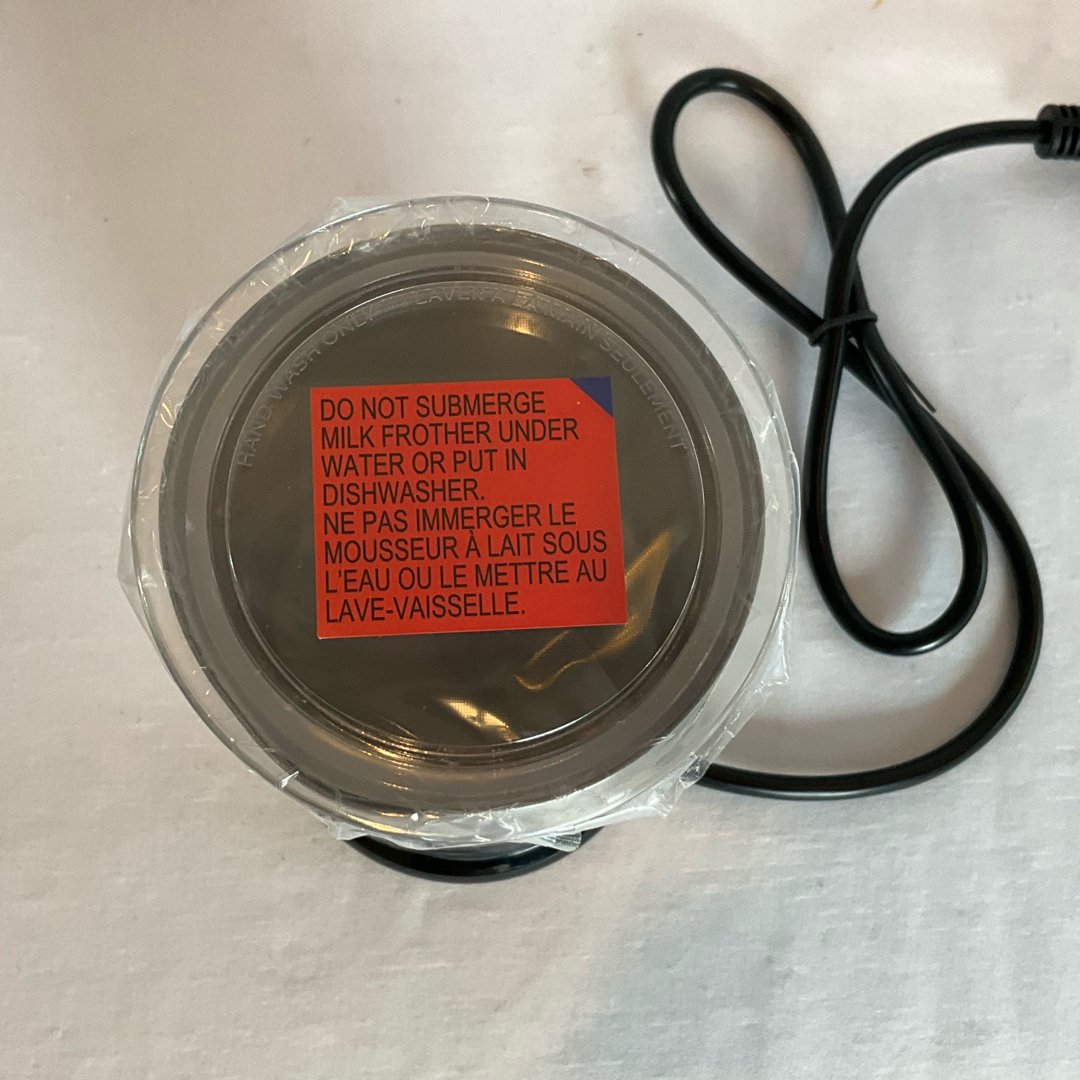 HAND WASH ONLY — LAVER À LA MAIN SEULEMENT
DO NOT SUBMERGE
MILK FROTHER UNDER
WATER OR PUT IN
DISHWASHER.
NE PAS IMMERGER LE
MOUSSEUR À LAIT SOUS
L'EAU OU LE METTRE AU
LAVE-VAISSELLE.